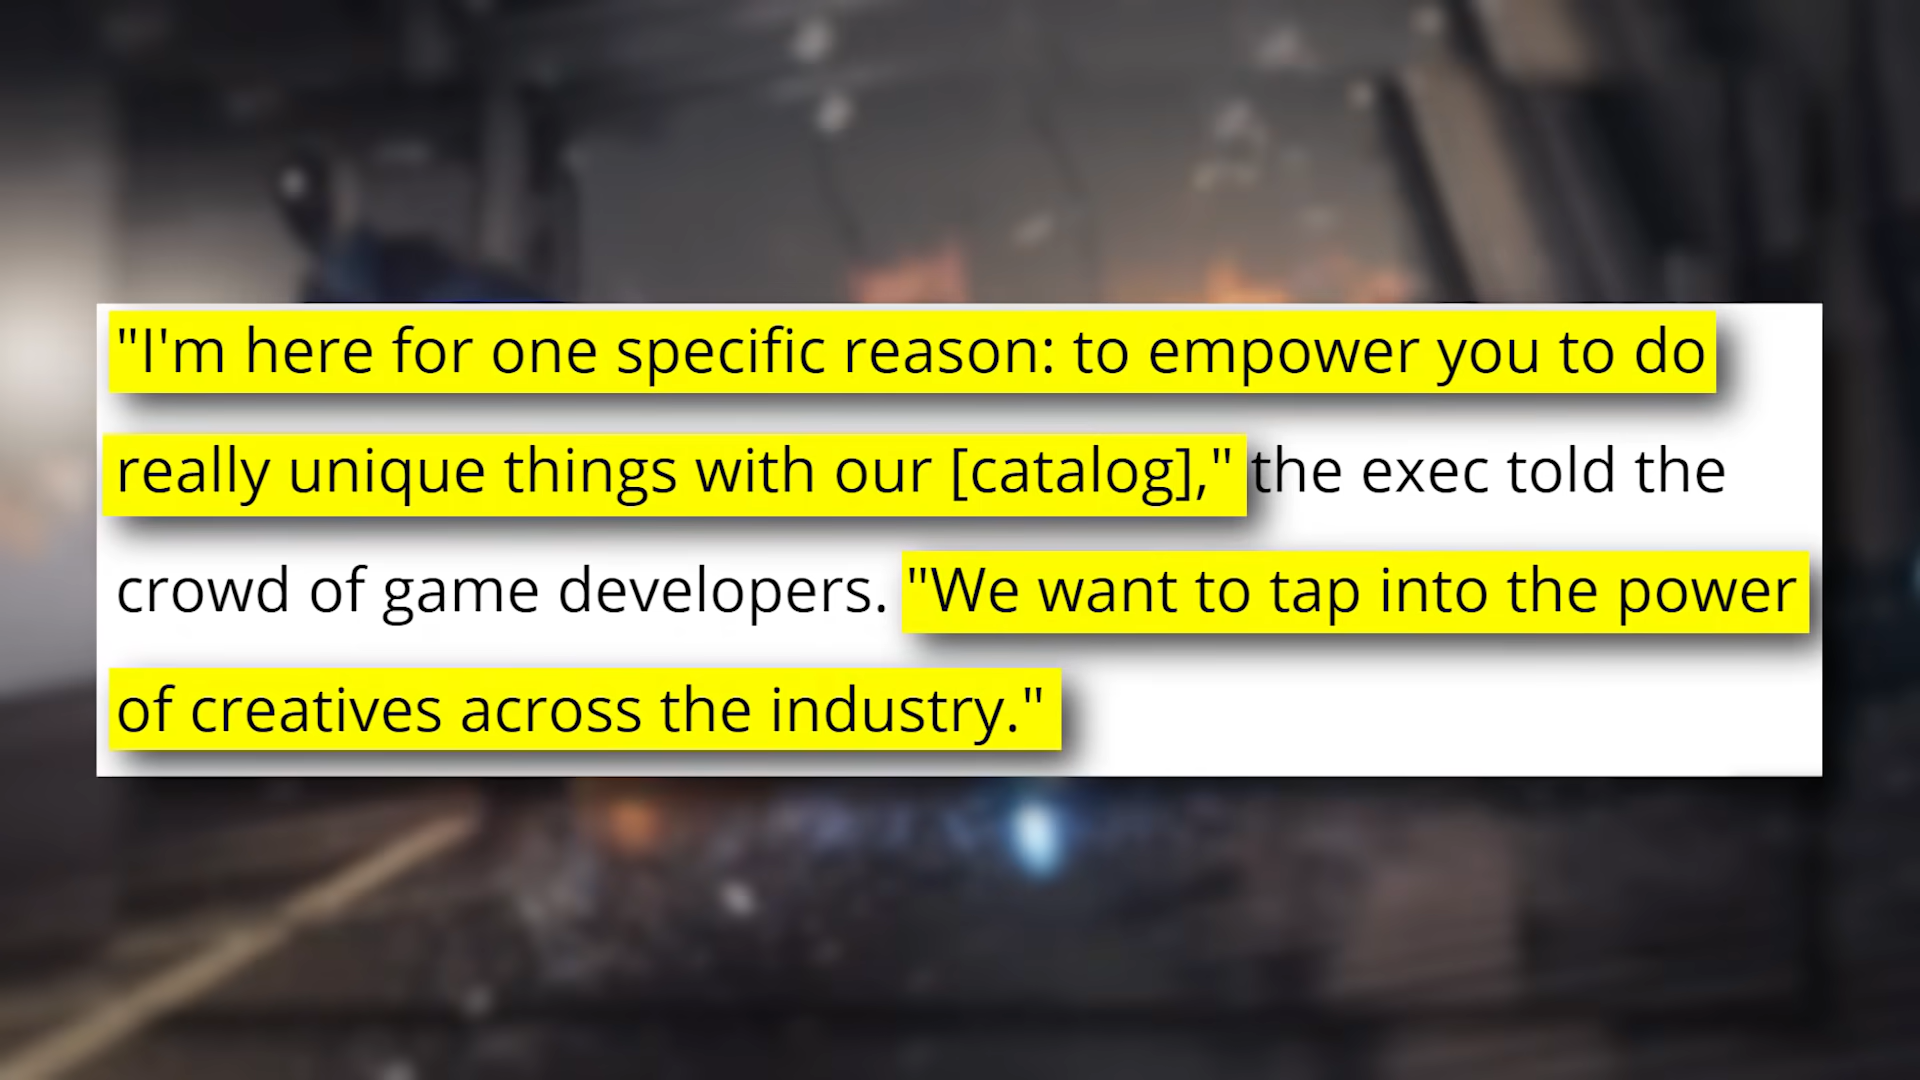 "I'm here for one specific reason: to empower you to do
really unique things with our [catalog]," the exec told the
crowd of game developers. "We want to tap into the power
of creatives across the industry."